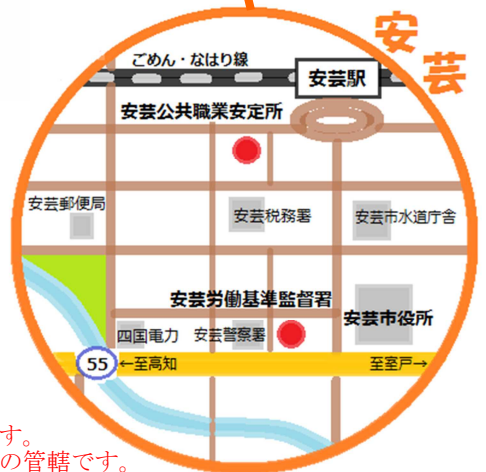 安芸
ごめん・なはり線
安芸駅
安芸公共職業安定所
安芸郵便局
安芸税務署
安芸市水道庁舎
安芸労働基準監督署
安芸市役所
四国電力
安芸警察署
55
←至高知
至室戸→
す。
の管轄です。